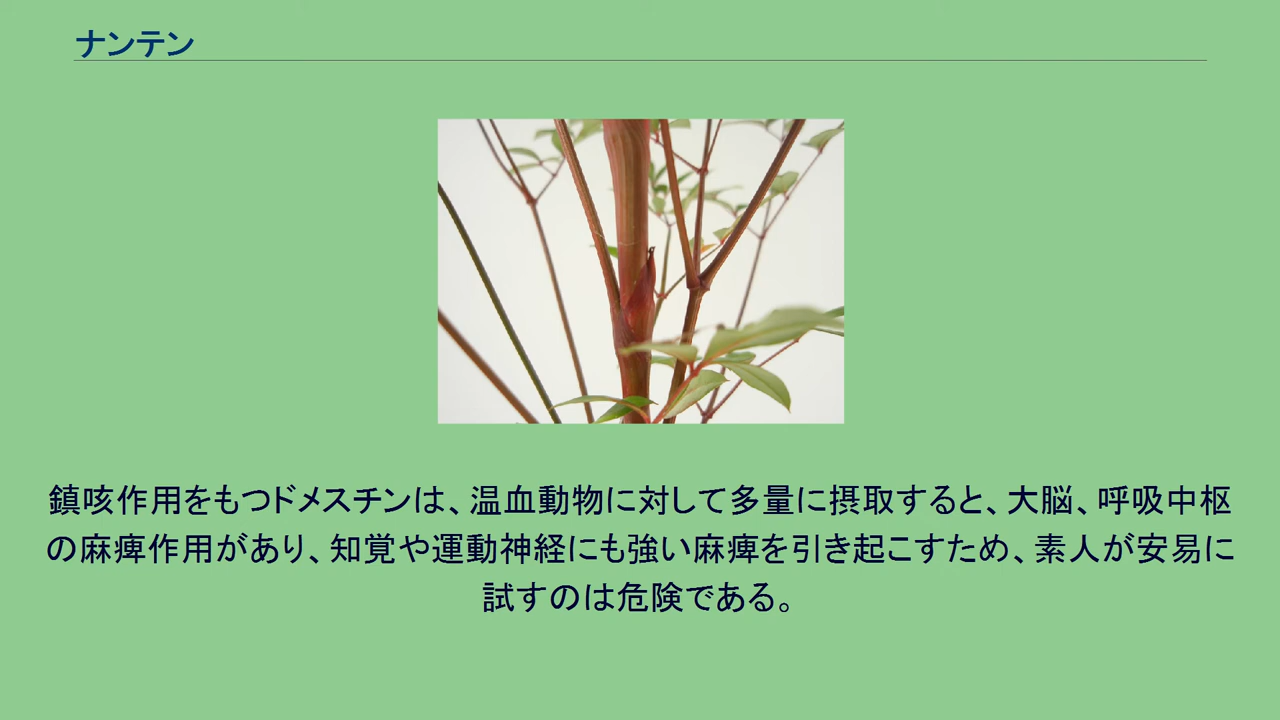 ナンテン
鎮咳作用をもつドメスチンは、温血動物に対して多量に摂取すると、大脳、呼吸中枢
の麻痺作用があり、知覚や運動神経にも強い麻痺を引き起こすため、素人が安易に
試すのは危険である。